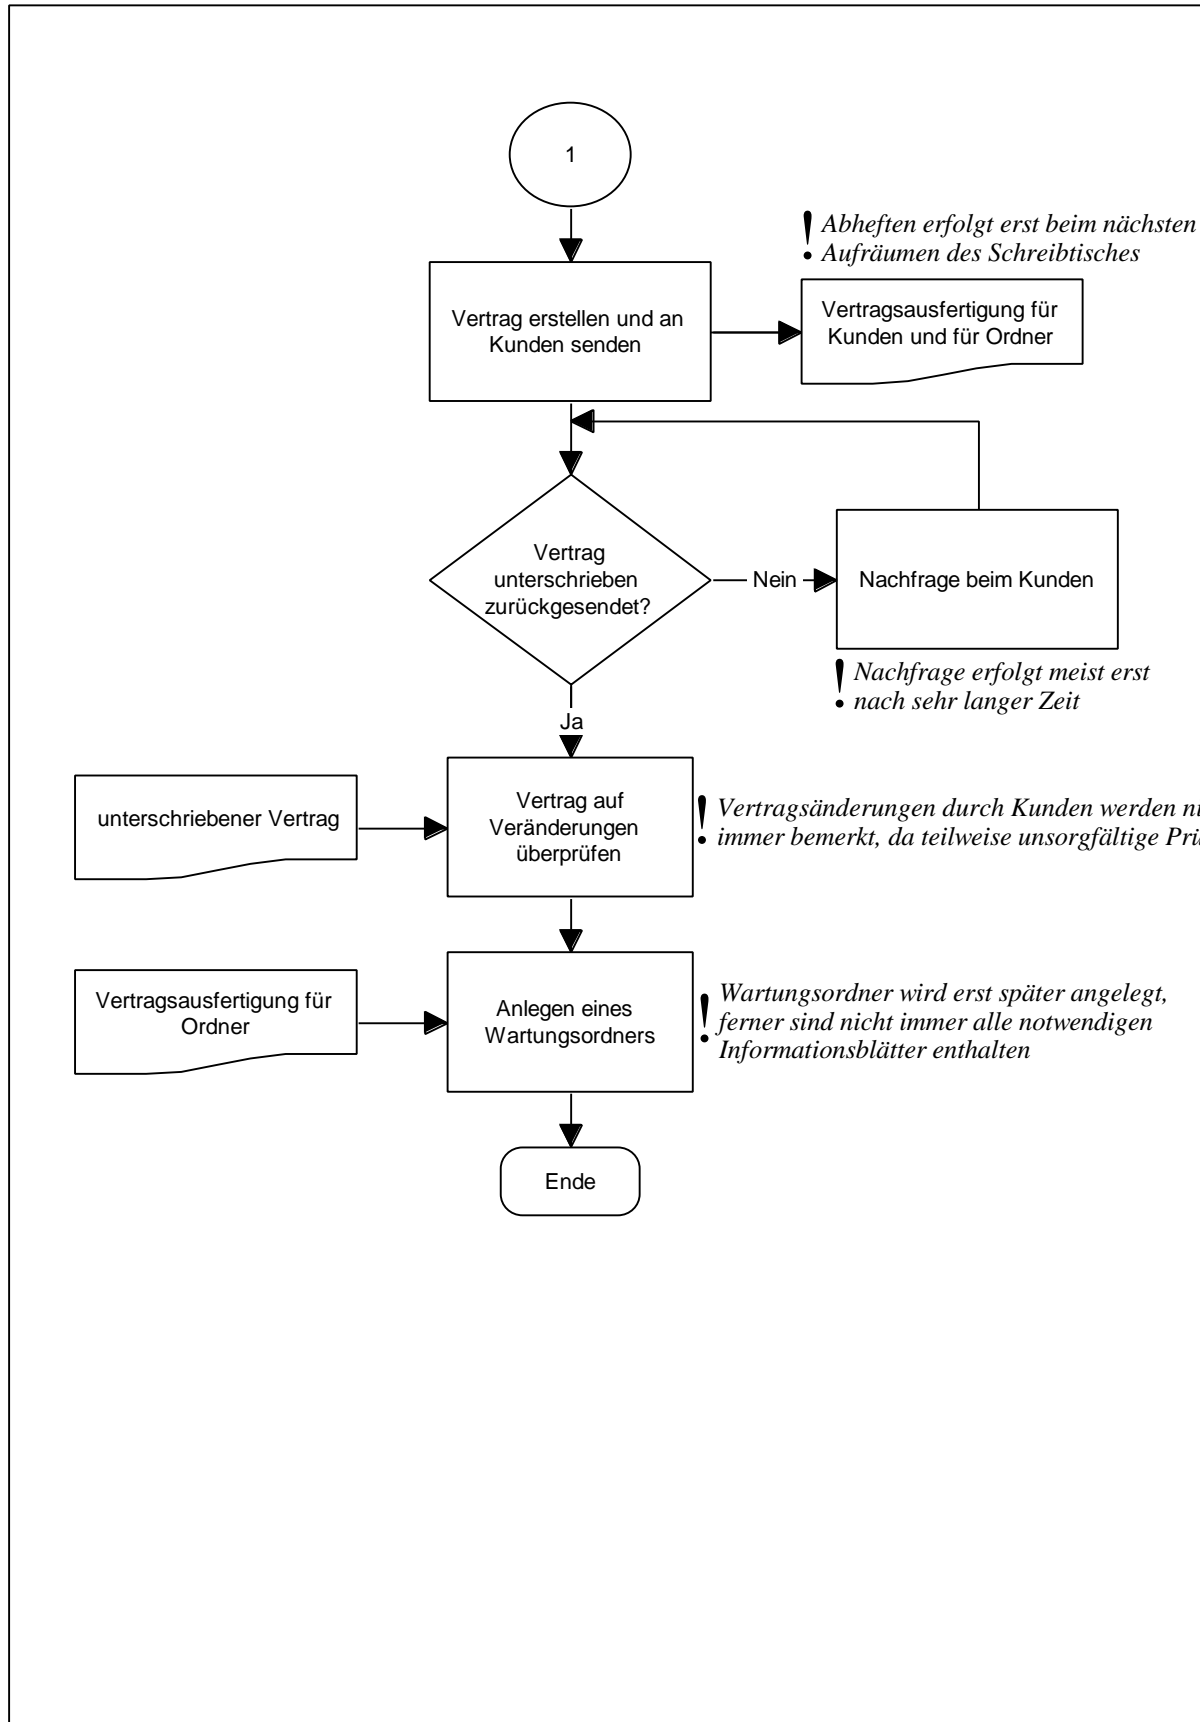 1
! Abheften erfolgt erst beim nächsten
Aufräumen des Schreibtisches
Vertrag erstellen und an
Kunden senden
Vertragsausfertigung für
Kunden und für Ordner
Vertrag
unterschrieben
zurückgesendet?
Nein
Nachfrage beim Kunden
! Nachfrage erfolgt meist erst
nach sehr langer Zeit
Ja
unterschriebener Vertrag
Vertrag auf
Veränderungen
überprüfen
! Vertragsänderungen durch Kunden werden
immer bemerkt, da teilweise unsorgfältige
Vertragsausfertigung für
Ordner
Anlegen eines
Wartungsordners
! Wartungsordner wird erst später angelegt,
ferner sind nicht immer alle notwendigen
Informationsblätter enthalten
Ende